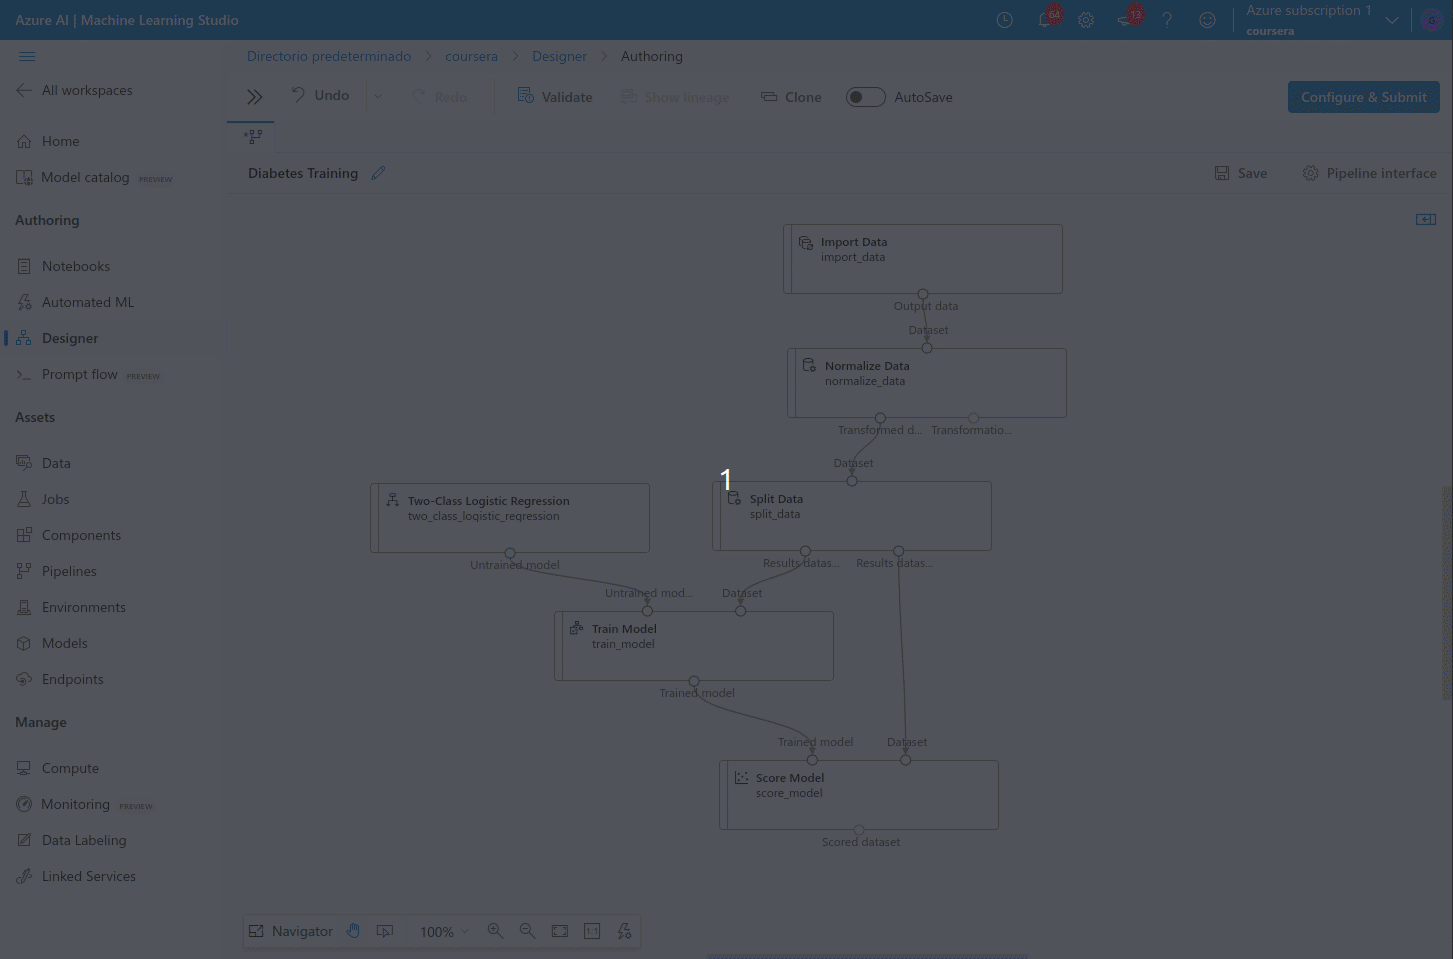 Azure AI | Machine Learning Studio
64
13
Azure subscription 1
coursera
G
All workspaces
Home
Model catalog PREVIEW
Authoring
Notebooks
Automated ML
Designer
Prompt flow PREVIEW
Assets
Data
Jobs
Components
Pipelines
Environments
Models
Endpoints
Manage
Compute
Monitoring PREVIEW
Data Labeling
Linked Services
Directorio predeterminado > coursera > Designer > Authoring
Undo
Redo
Validate
Show lineage
Clone
AutoSave
Configure & Submit
Diabetes Training
Save
Pipeline interface
Import Data
import_data
Output data
Dataset
Normalize Data
normalize_data
Transformed d...
Transformatio...
Dataset
1
Two-Class Logistic Regression
two_class_logistic_regression
Untrained model
Split Data
split_data
Results datas...
Results datas...
Untrained mod...
Dataset
Train Model
train_model
Trained model
Trained model
Dataset
Score Model
score_model
Scored dataset
Navigator
100%
1:1